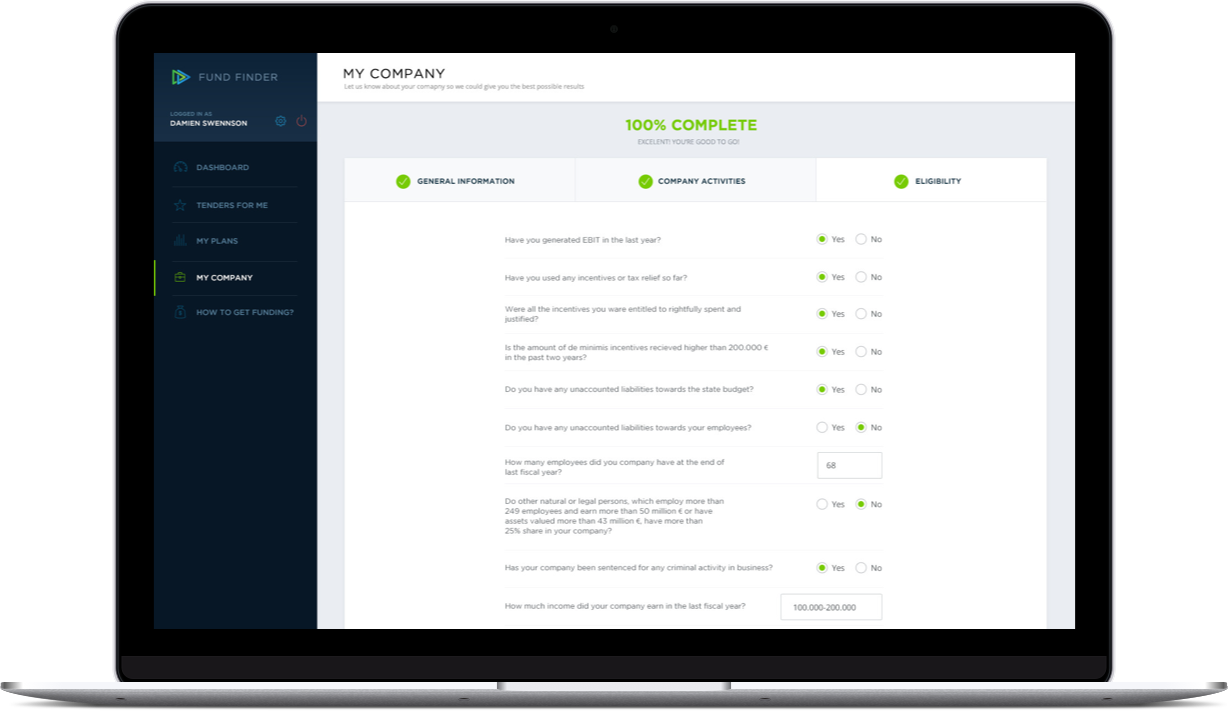 FUND FINDER
LOGGED IN AS
DAMIEN SWENNSON
DASHBOARD
TENDERS FOR ME
MY PLANS
MY COMPANY
HOW TO GET FUNDING?
MY COMPANY
Let us know about your comapny so we could give you the best possible results
100% COMPLETE
EXCELENT! YOU'RE GOOD TO GO!
GENERAL INFORMATION
COMPANY ACTIVITIES
ELIGIBILITY
Have you generated EBIT in the last year? Yes No
Have you used any incentives or tax relief so far? Yes No
Were all the incentives you ware entitled to rightfully spent and
justified? Yes No
Is the amount of de minimis incentives recieved higher than 200.000 €
in the past two years? Yes No
Do you have any unaccounted liabilities towards the state budget? Yes No
Do you have any unaccounted liabilities towards your employees? Yes No
How many employees did you company have at the end of
last fiscal year? 68
Do other natural or legal persons, which employ more than
249 employees and earn more than 50 million € or have
assets valued more than 43 million €, have more than
25% share in your company? Yes No
Has your company been sentenced for any criminal activity in business? Yes No
How much income did your company earn in the last fiscal year? 100.000-200.000